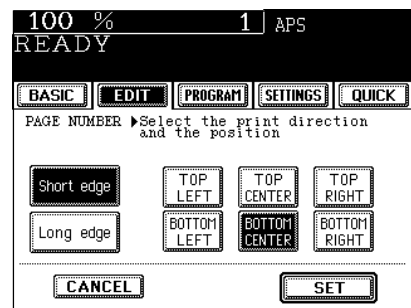 100 % 1 APS
READY
BASIC EDIT PROGRAM SETTINGS QUICK
PAGE NUMBER ▶Select the print direction
and the position
Short edge TOP LEFT TOP CENTER TOP RIGHT
Long edge BOTTOM LEFT BOTTOM CENTER BOTTOM RIGHT
CANCEL SET